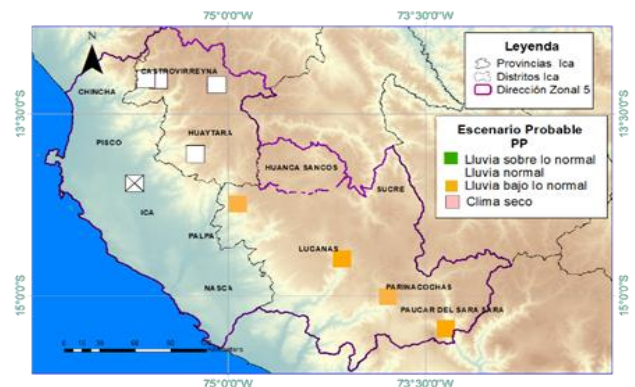 75°0'0"W
73°30'0"W
N
Leyenda
Provincias Ica
Distritos Ica
Dirección Zonal 5
CASTROVIRREYNA
CHINCHA
13°30'0"S
13°30'0"S
Escenario Probable
PP
Lluvia sobre lo normal
Lluvia normal
Lluvia bajo lo normal
Clima seco
PISCO
HUAYTARA
HUANCA SANCOS
SUCRE
ICA
PALPA
LUCANAS
NASCA
PARINACOCHAS
PAUCAR DEL SARA SARA
15°0'0"S
15°0'0"S
75°0'0"W
73°30'0"W